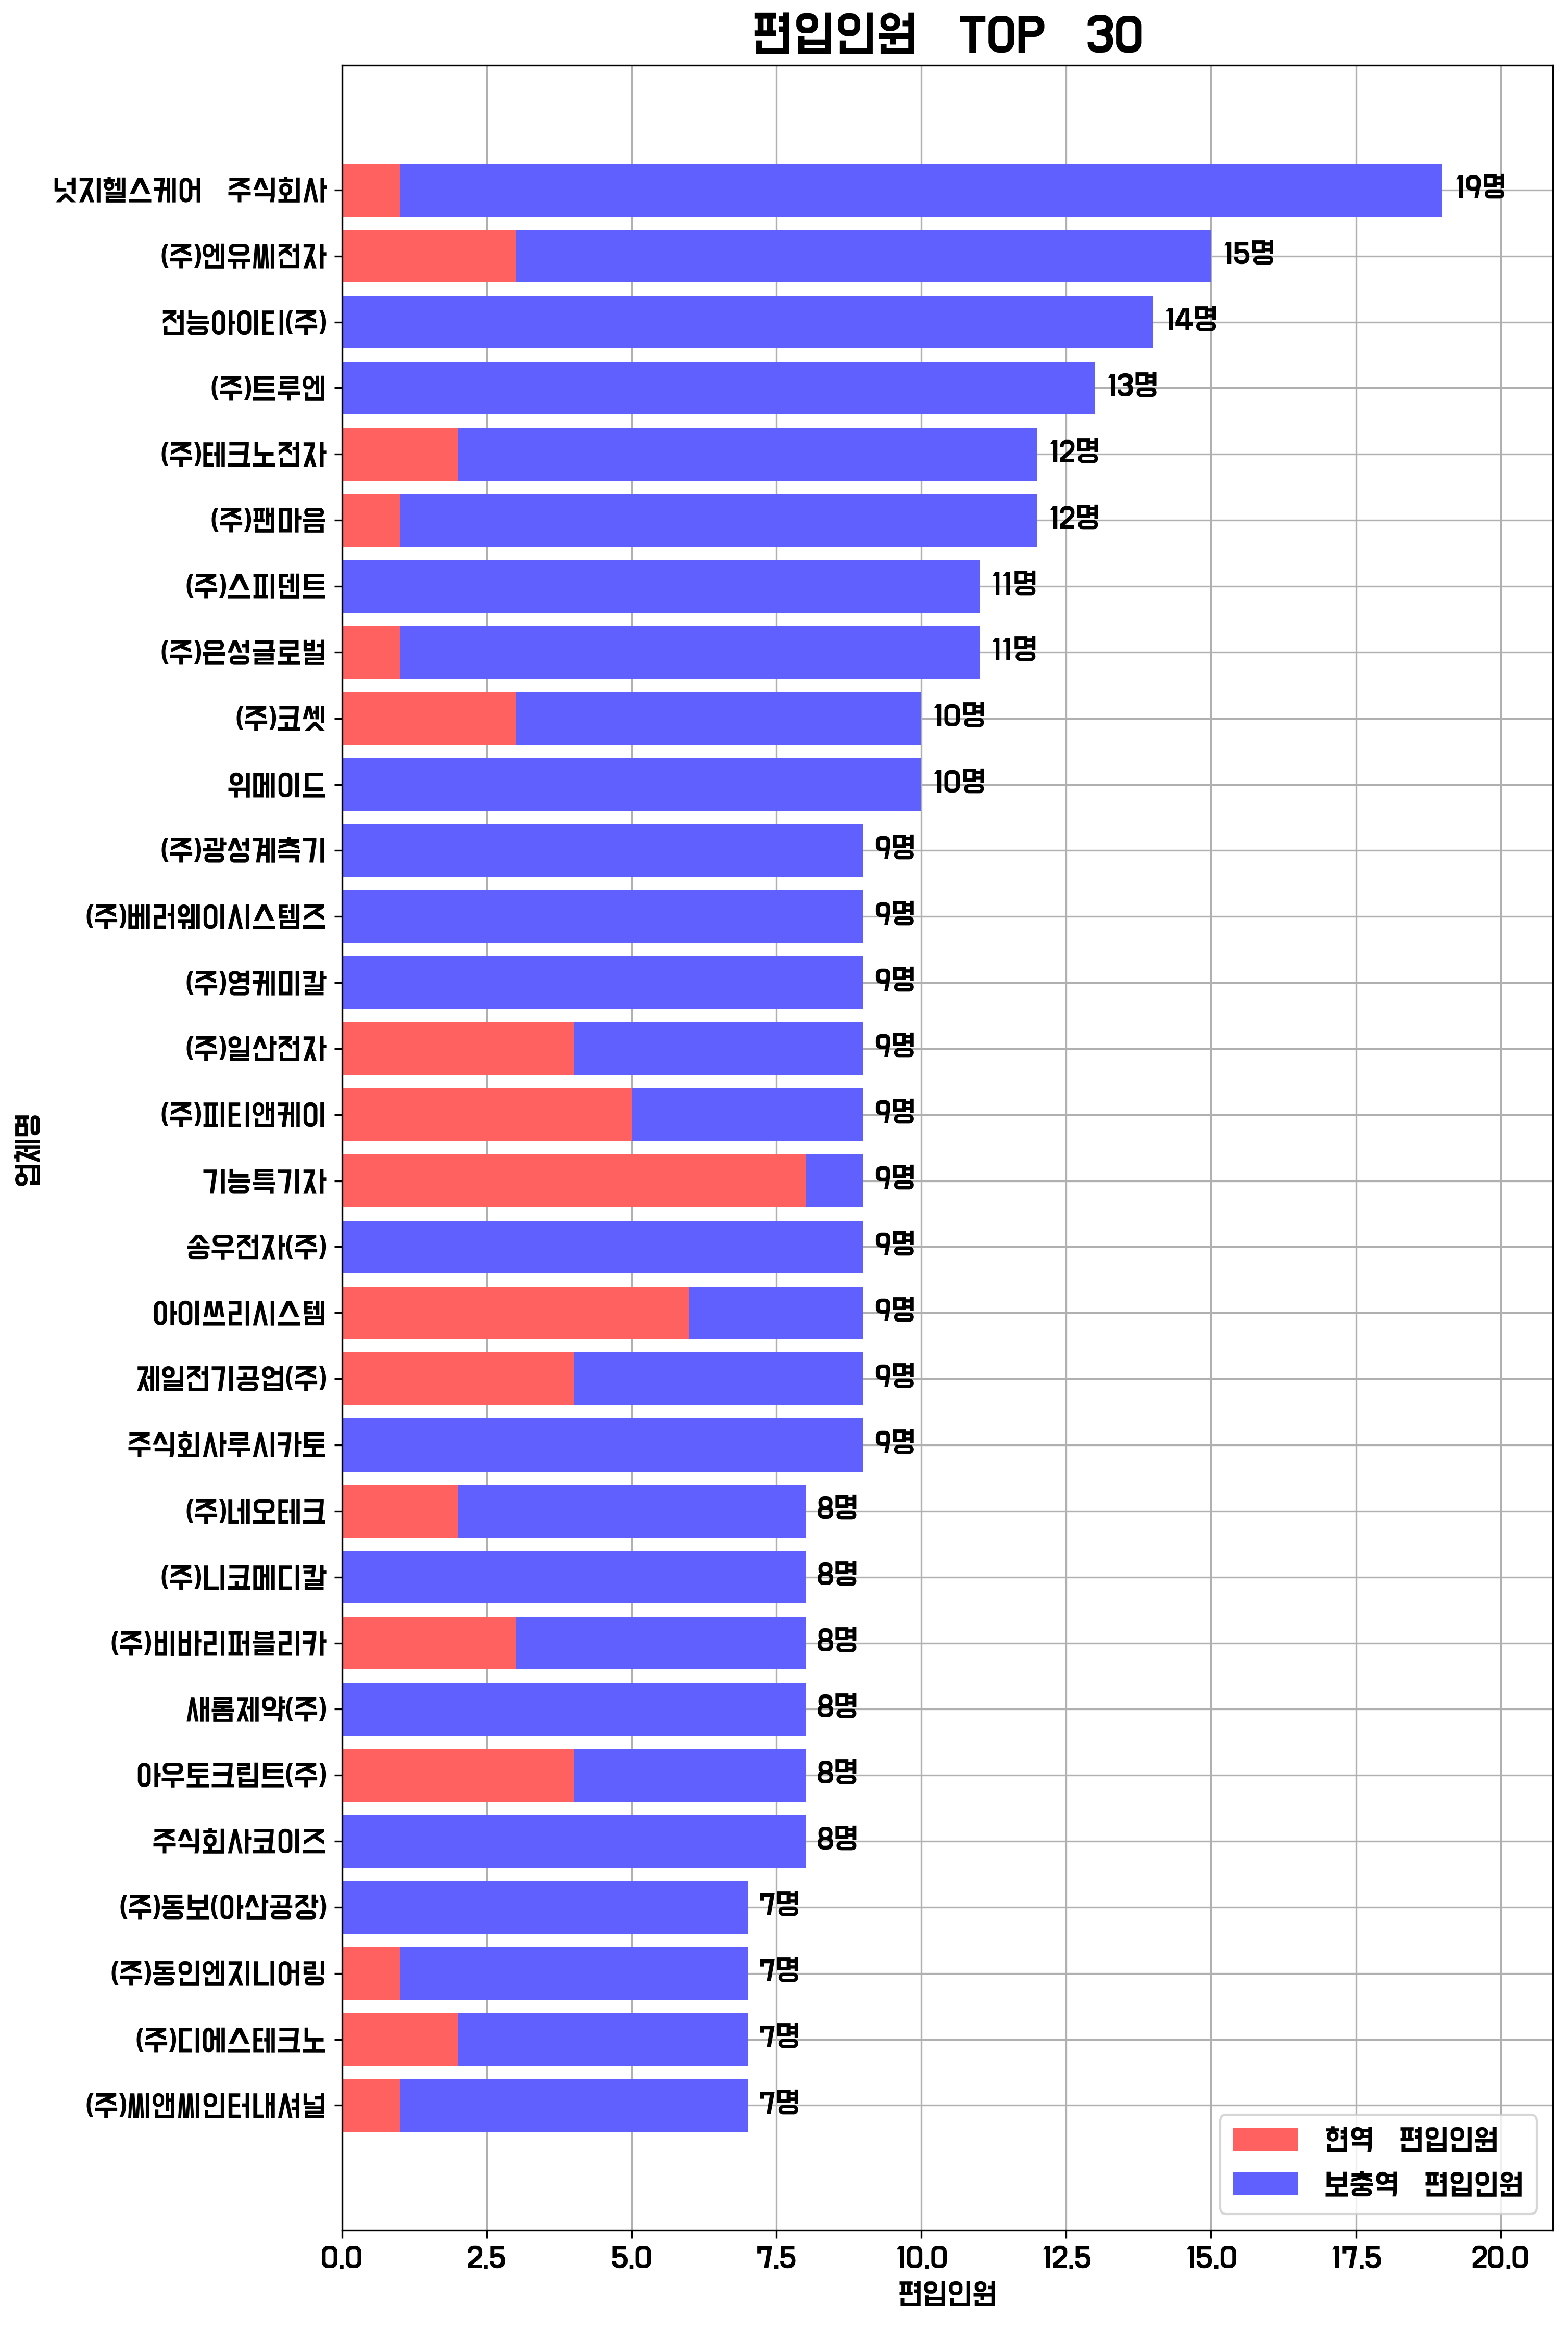 편입인원 TOP 30
넛지헬스케어 주식회사 19명
(주)엔유씨전자 15명
전능아이티(주) 14명
(주)트루엔 13명
(주)테크노전자 12명
(주)팬마음 12명
(주)스피덴트 11명
(주)은성글로벌 11명
(주)코셋 10명
위메이드 10명
(주)광성계측기 9명
(주)베러웨이시스템즈 9명
(주)영케미칼 9명
(주)일산전자 9명
(주)피티앤케이 9명
기능특기자 9명
송우전자(주) 9명
아이쓰리시스템 9명
제일전기공업(주) 9명
주식회사루시카토 9명
(주)네오테크 8명
(주)니코메디칼 8명
(주)비바리퍼블리카 8명
새롬제약(주) 8명
아우토크립트(주) 8명
주식회사코이즈 8명
(주)동보(아산공장) 7명
(주)동인엔지니어링 7명
(주)디에스테크노 7명
(주)씨앤씨인터내셔널 7명
업체명
현역 편입인원
보충역 편입인원
0.0 2.5 5.0 7.5 10.0 12.5 15.0 17.5 20.0
편입인원